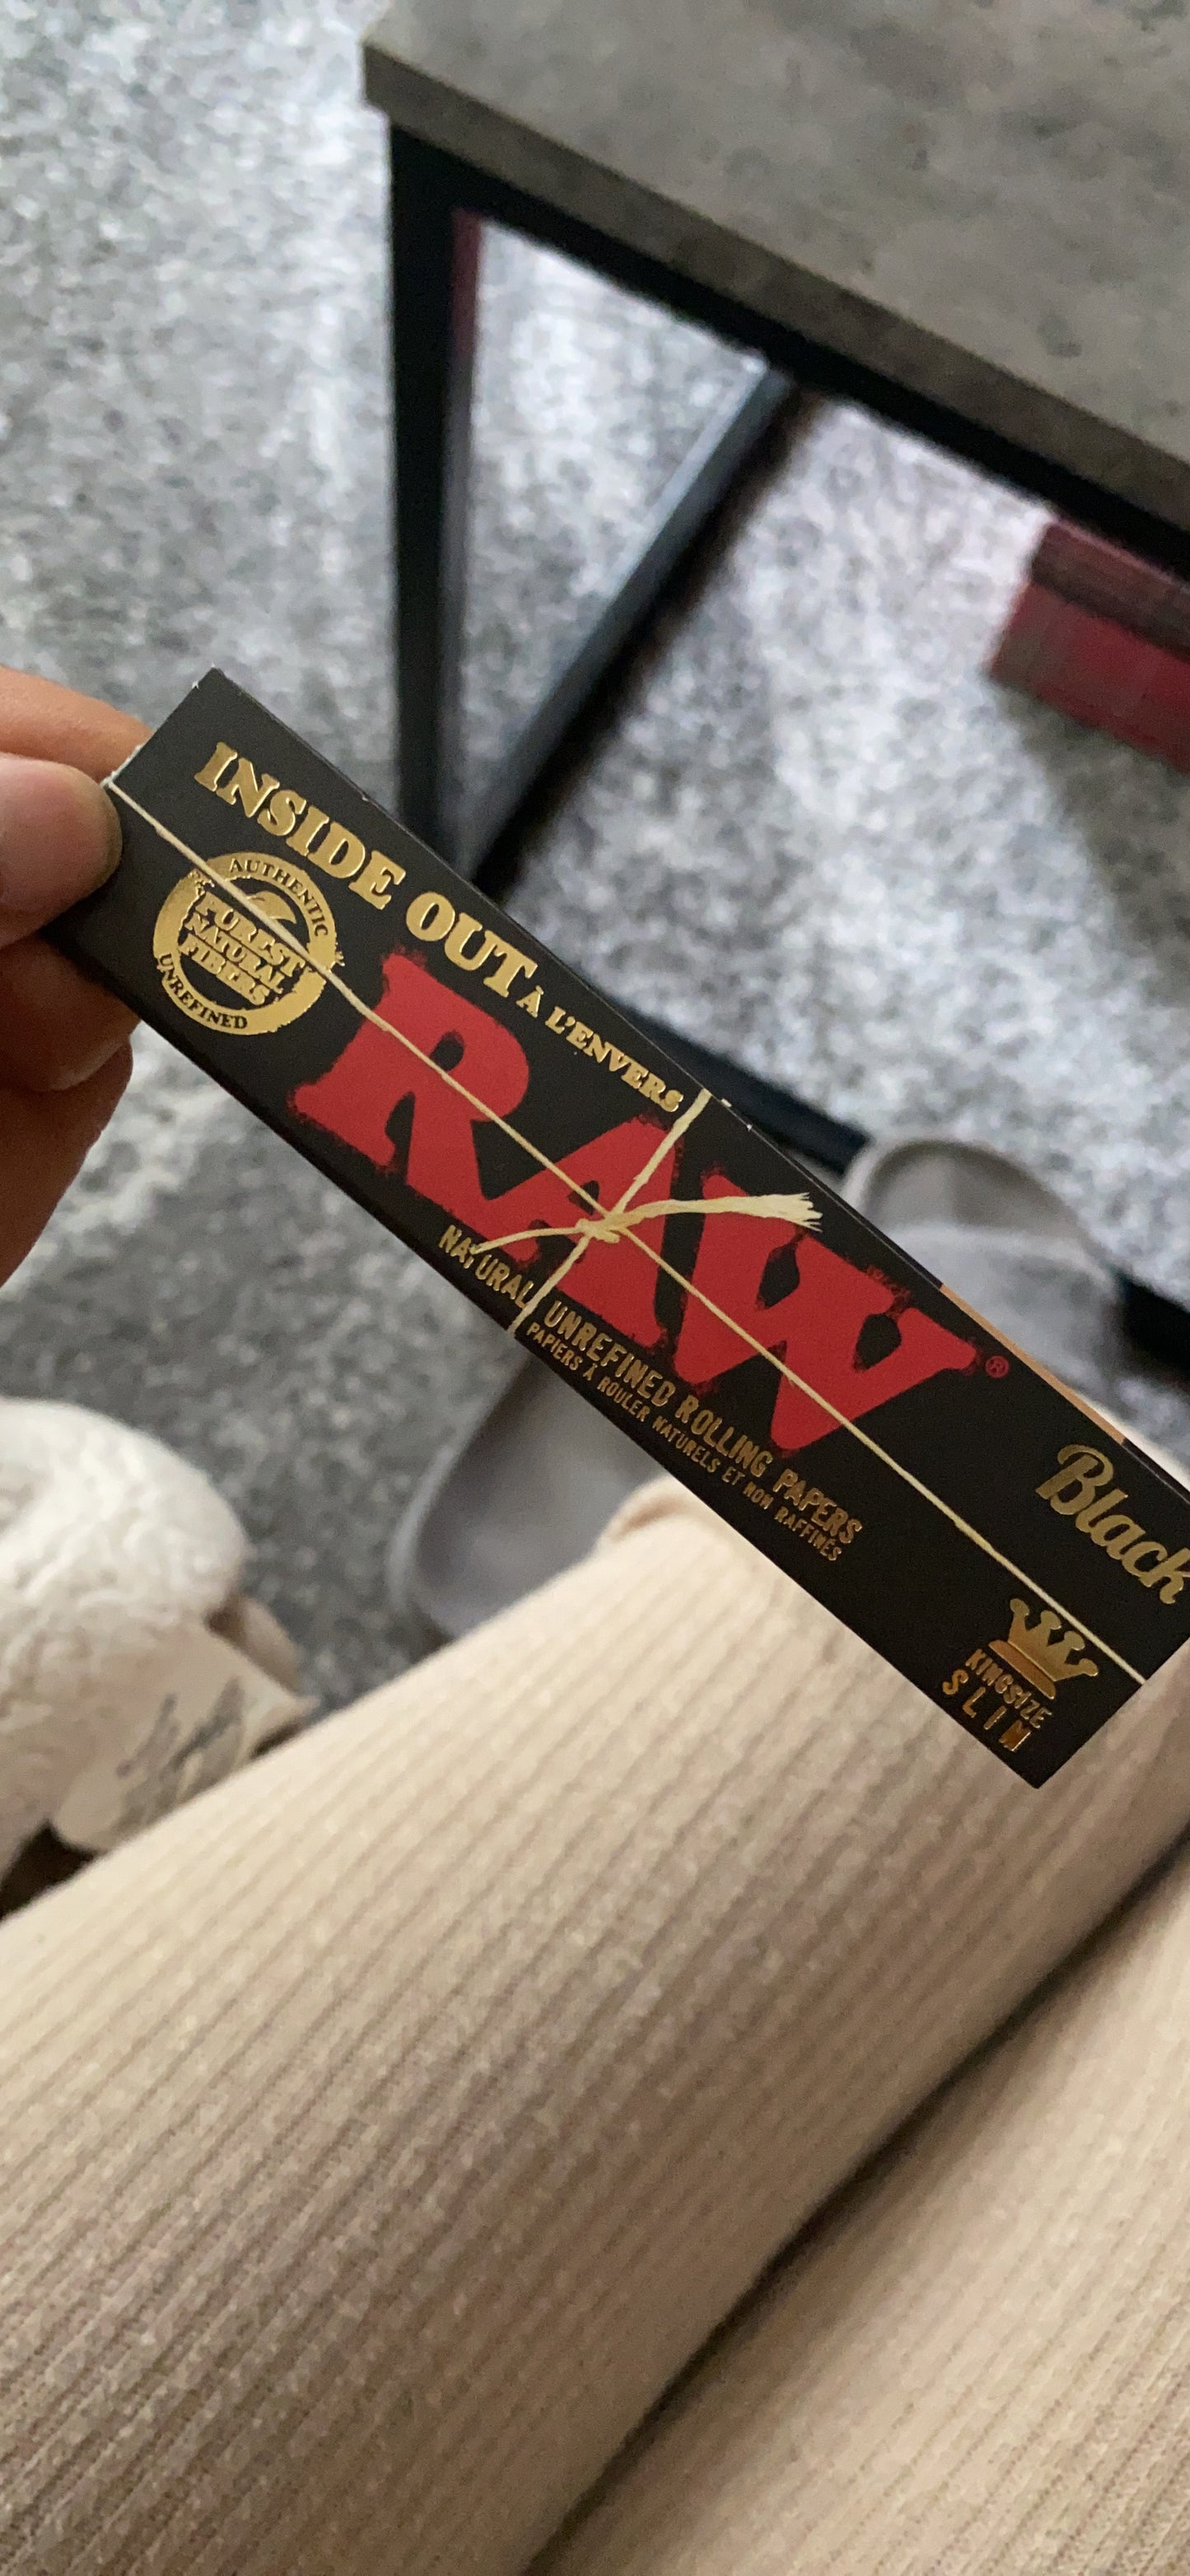 INSIDE OUT À L'ENVERS
AUTHENTIC
PUREST
NATURAL
FIBERS
UNREFINED
RAW®
NATURAL UNREFINED ROLLING PAPERS
PAPIERS À ROULER NATURELS ET NON RAFFINÉS
Black
KINGSIZE
SLIM